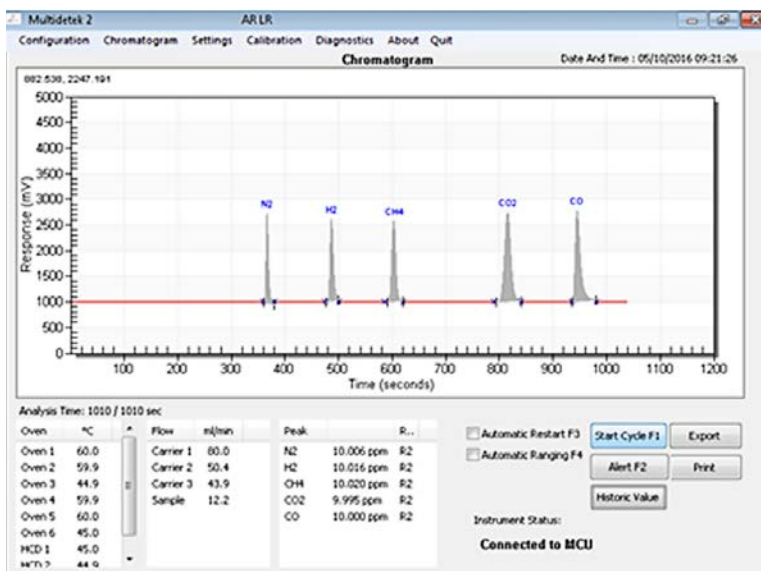 Multidetek 2 AR LR
Configuration Chromatogram Settings Calibration Diagnostics About Quit
Chromatogram Date And Time : 05/10/2016 09:21:26
882.538, 2247.191
5000
4500
4000
3500
3000
2500
2000
1500
1000
500
0
Response (mV)
N2 H2 CH4 CO2 CO
100 200 300 400 500 600 700 800 900 1000 1100 1200
Time (seconds)
Analysis Time: 1010 / 1010 sec
Oven °C
Oven 1 60.0
Oven 2 59.9
Oven 3 44.9
Oven 4 59.9
Oven 5 60.0
Oven 6 45.0
HCD 1 45.0
HCD 2 44.9
Flow ml/min
Carrier 1 80.0
Carrier 2 50.4
Carrier 3 43.9
Sample 12.2
Peak R...
N2 10.006 ppm R2
H2 10.016 ppm R2
CH4 10.020 ppm R2
CO2 9.995 ppm R2
CO 10.000 ppm R2
Automatic Restart F3
Automatic Ranging F4
Start Cycle F1 Export
Alert F2 Print
Historic Value
Instrument Status:
Connected to MCU